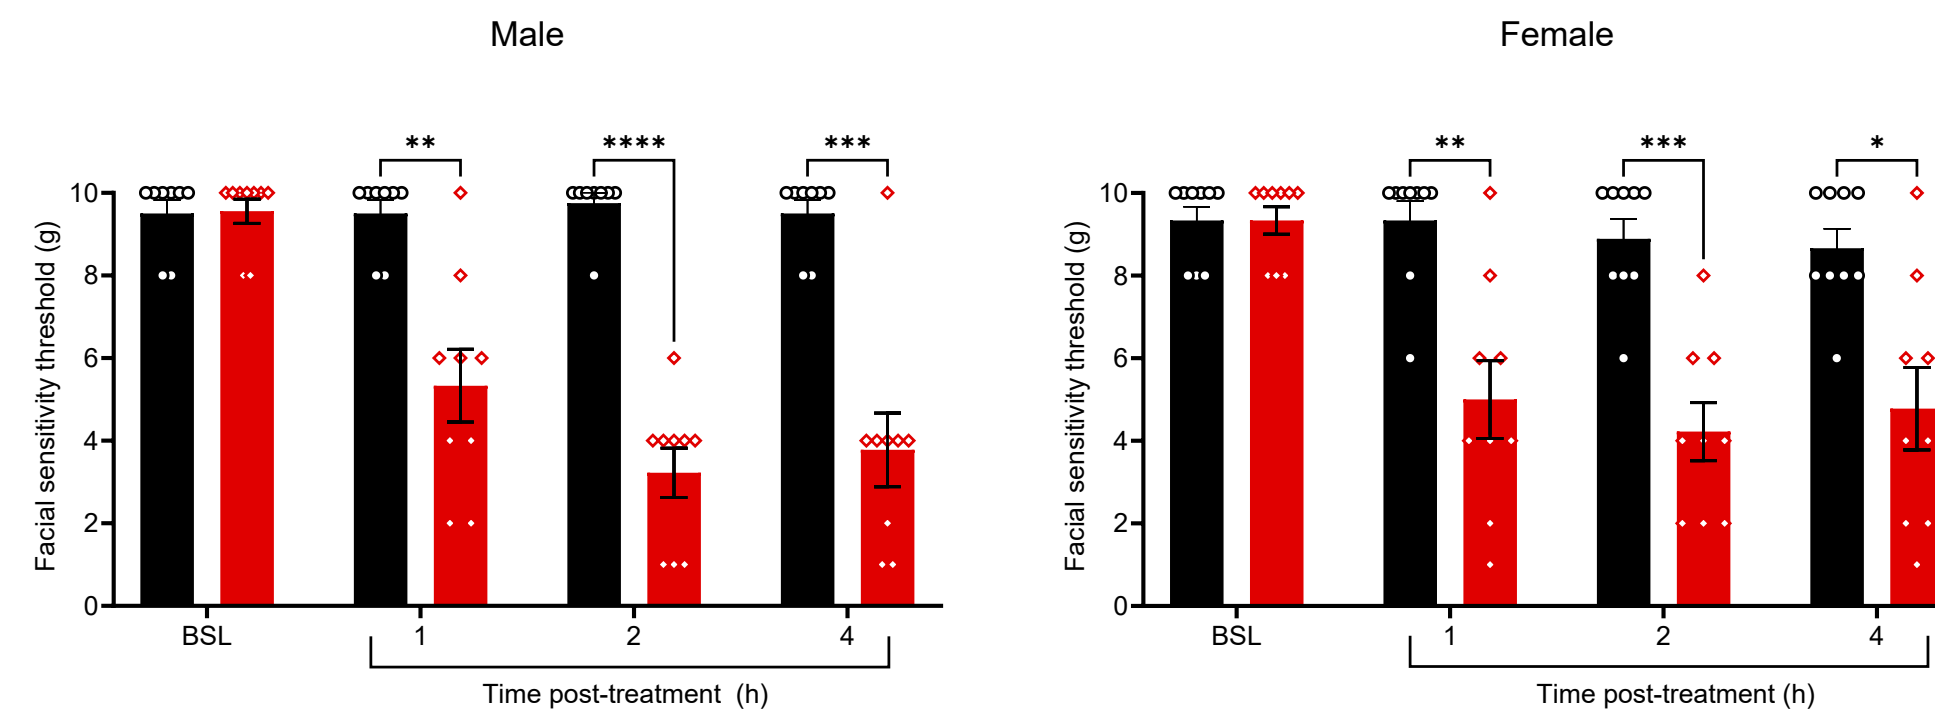 Male
Female
** **** ***
** *** *
Facial sensitivity threshold (g)
10
8
6
4
2
0
BSL 1 2 4
Time post-treatment (h)
Facial sensitivity threshold (g)
10
8
6
4
2
0
BSL 1 2 4
Time post-treatment (h)